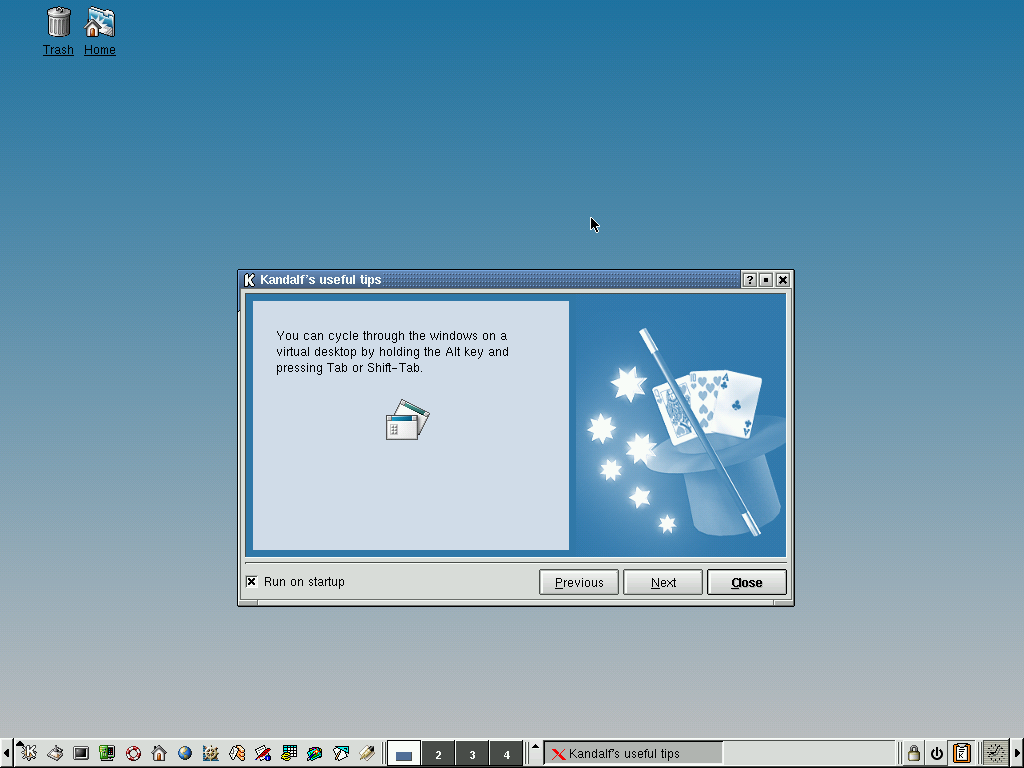 Trash
Home
Kandalf's useful tips
You can cycle through the windows on a
virtual desktop by holding the Alt key and
pressing Tab or Shift-Tab.
Run on startup
Previous
Next
Close
2
3
4
Kandalf's useful tips